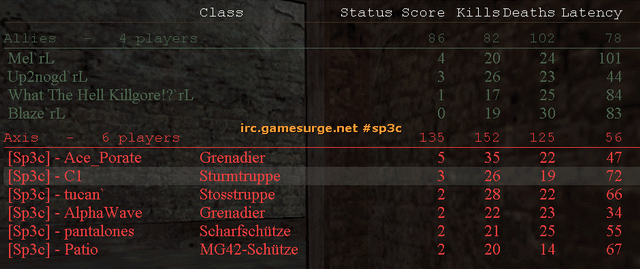 Class Status Score Kills Deaths Latency
Allies - 4 players 86 82 102 78
Mel`rL 4 20 24 101
Up2nogd`rL 3 26 23 44
What The Hell Killgore!?`rL 1 17 25 84
Blaze`rL 0 19 30 83
irc.gamesurge.net #sp3c
Axis - 6 players 135 152 125 56
[Sp3c] - Ace_Porate Grenadier 5 35 22 47
[Sp3c] - C1 Sturmtruppe 3 26 19 72
[Sp3c] - tucan` Stosstruppe 2 28 22 66
[Sp3c] - AlphaWave Grenadier 2 22 23 34
[Sp3c] - pantalones Scharfschütze 2 21 25 55
[Sp3c] - Patio MG42-Schütze 2 20 14 67